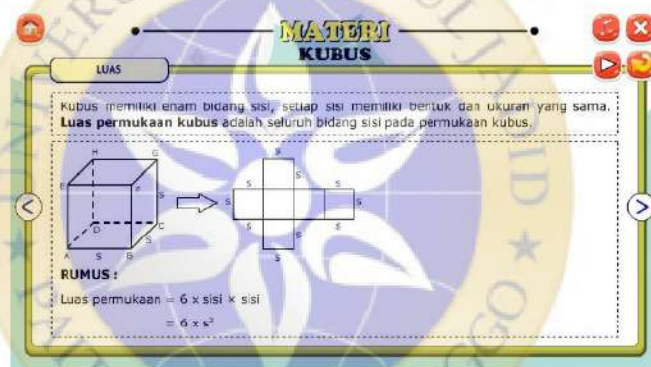 MATERI
KUBUS
LUAS
Kubus memiliki enam bidang sisi, setiap sisi memiliki bentuk dan ukuran yang sama.
Luas permukaan kubus adalah seluruh bidang sisi pada permukaan kubus.
H G
E F
D C
A B
S S S
S S S S S S S S S
RUMUS :
Luas permukaan = 6 x sisi x sisi
= 6 x s²